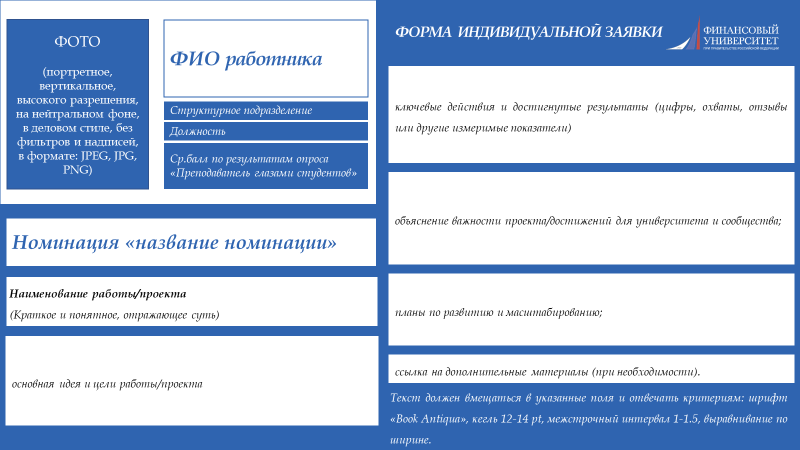 ФОТО
(портретное,
вертикальное,
высокого разрешения,
на нейтральном фоне,
в деловом стиле, без
фильтров и надписей,
в формате: JPEG, JPG,
PNG)
ФИО работника
Структурное подразделение
Должность
Ср.балл по результатам опроса
«Преподаватель глазами студентов»
Номинация «название номинации»
Наименование работы/проекта
(Краткое и понятное, отражающее суть)
основная идея и цели работы/проекта
ФОРМА ИНДИВИДУАЛЬНОЙ ЗАЯВКИ
ФИНАНСОВЫЙ
УНИВЕРСИТЕТ
ПРИ ПРАВИТЕЛЬСТВЕ РОССИЙСКОЙ ФЕДЕРАЦИИ
ключевые действия и достигнутые результаты (цифры, охваты, отзывы
или другие измеримые показатели)
объяснение важности проекта/достижений для университета и сообщества;
планы по развитию и масштабированию;
ссылка на дополнительные материалы (при необходимости).
Текст должен вмещаться в указанные поля и отвечать критериям: шрифт
«Book Antiqua», кегль 12-14 pt, межстрочный интервал 1-1.5, выравнивание по
ширине.